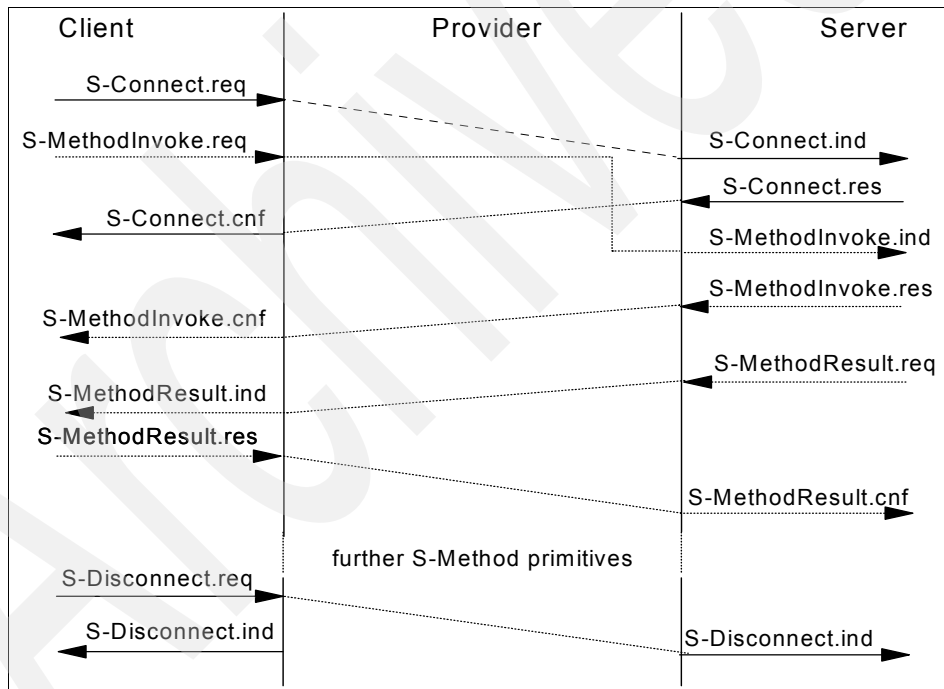 Client Provider Server
S-Connect.req
S-MethodInvoke.req
S-Connect.ind
S-Connect.res
S-Connect.cnf
S-MethodInvoke.ind
S-MethodInvoke.res
S-MethodInvoke.cnf
S-MethodResult.req
S-MethodResult.ind
S-MethodResult.res
S-MethodResult.cnf
further S-Method primitives
S-Disconnect.req
S-Disconnect.ind
S-Disconnect.ind
Archive